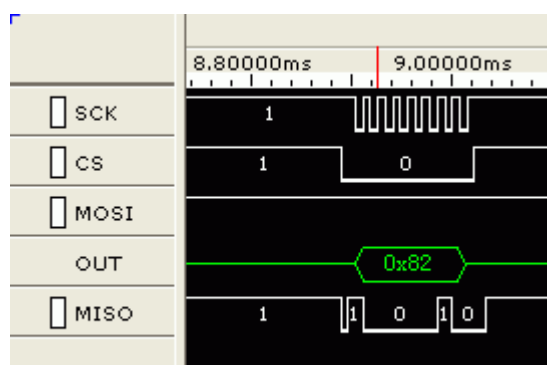 8.80000ms 9.00000ms
SCK 1
CS 1 0
MOSI
OUT 0x82
MISO 1 1 0 1 0